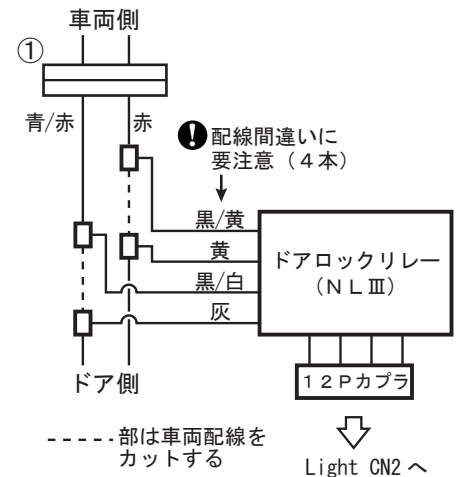 車両側
①
青/赤
赤
! 配線間違いに
要注意（４本）
黒/黄
黄
黒/白
灰
ドアロックリレー
（ＮＬⅢ）
１２Ｐカプラ
ドア側
-----部は車両配線を
カットする
Light CN2 へ